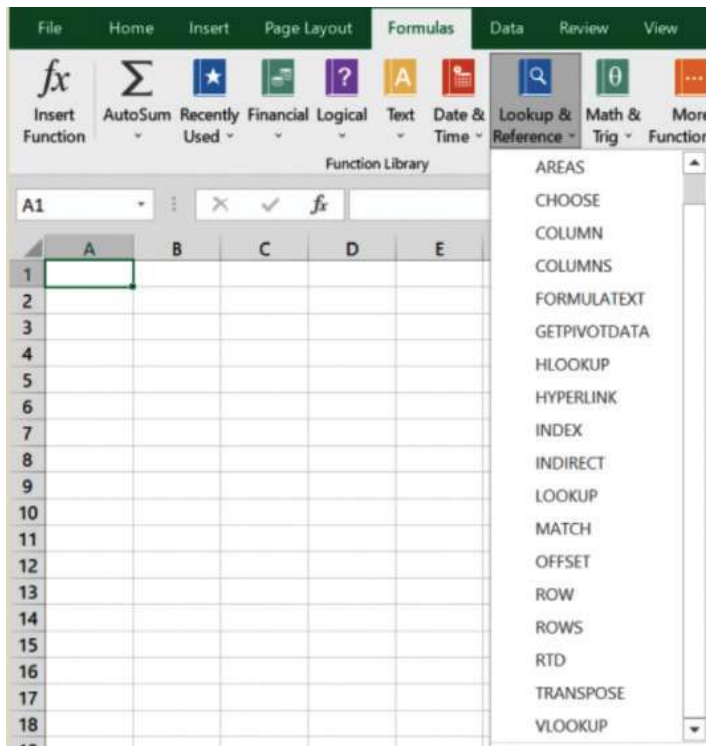 File Home Insert Page Layout Formulas Data Review View
fx Σ ? A θ
Insert Function AutoSum Recently Used Financial Logical Text Date & Time Lookup & Reference Math & Trig More
Function Library
A1 fx
A B C D E
1
2
3
4
5
6
7
8
9
10
11
12
13
14
15
16
17
18
AREAS
CHOOSE
COLUMN
COLUMNS
FORMULATEXT
GETPIVOTDATA
HLOOKUP
HYPERLINK
INDEX
INDIRECT
LOOKUP
MATCH
OFFSET
ROW
ROWS
RTD
TRANSPOSE
VLOOKUP